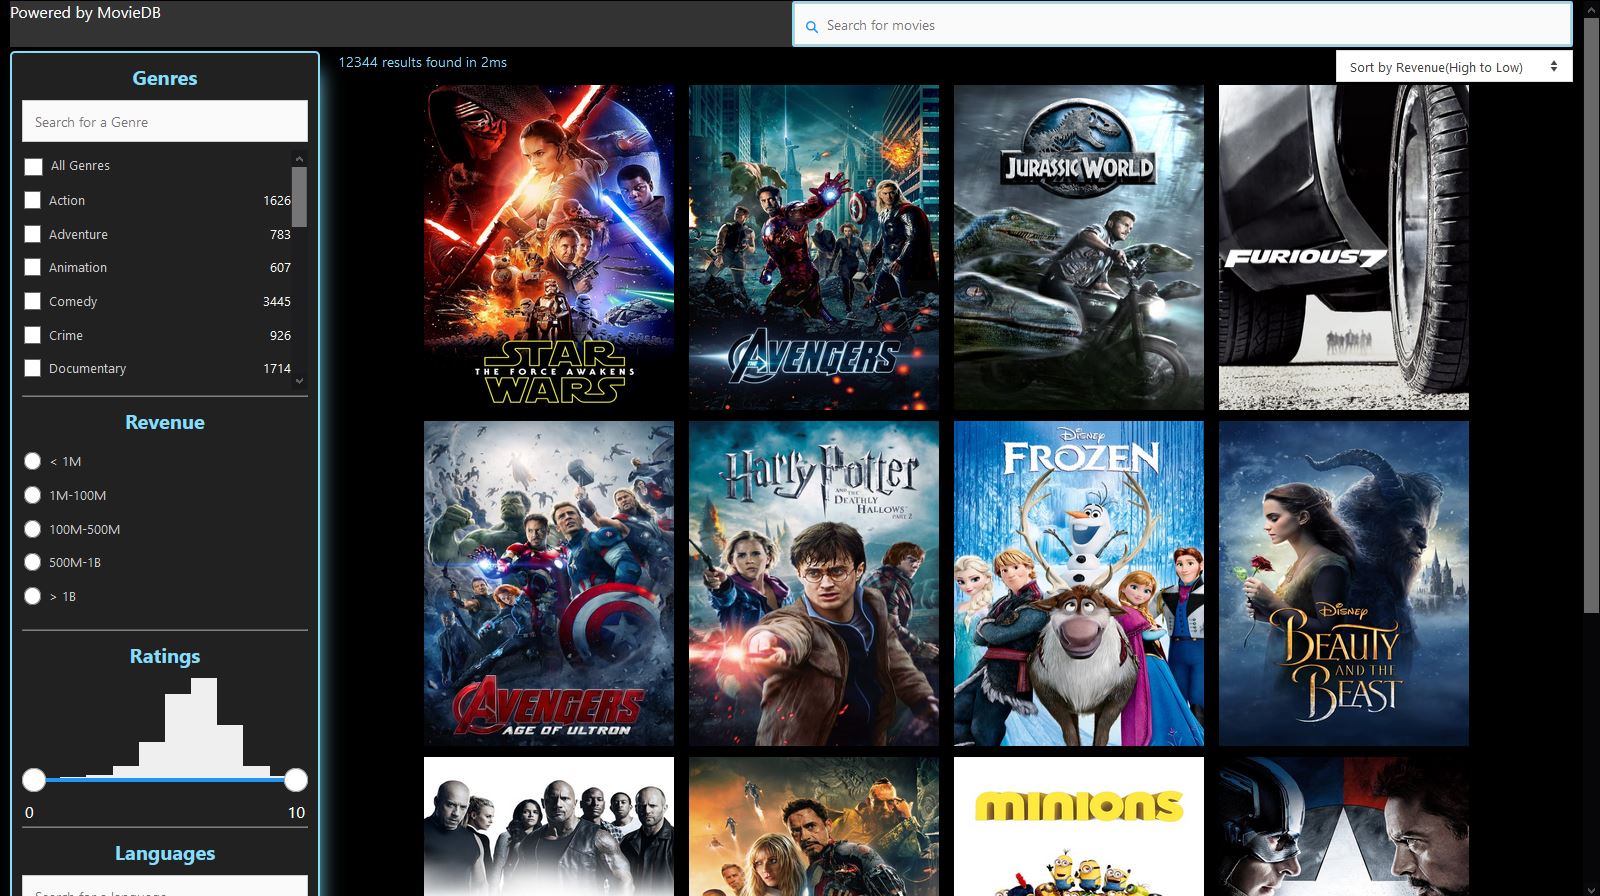 Powered by MovieDB
Search for movies
Genres
Search for a Genre
All Genres
Action 1626
Adventure 783
Animation 607
Comedy 3445
Crime 926
Documentary 1714
Revenue
< 1M
1M-100M
100M-500M
500M-1B
> 1B
Ratings
0 10
Languages
Search for a language
12344 results found in 2ms
Sort by Revenue(High to Low)
STAR
THE FORCE AWAKENS
WARS
AVENGERS
JURASSIC WORLD
FURIOUS 7
AVENGERS
AGE OF ULTRON
Harry Potter
AND THE
DEATHLY
HALLOWS
PART 2
Disney
FROZEN
Disney
BEAUTY
AND THE
BEAST
minions